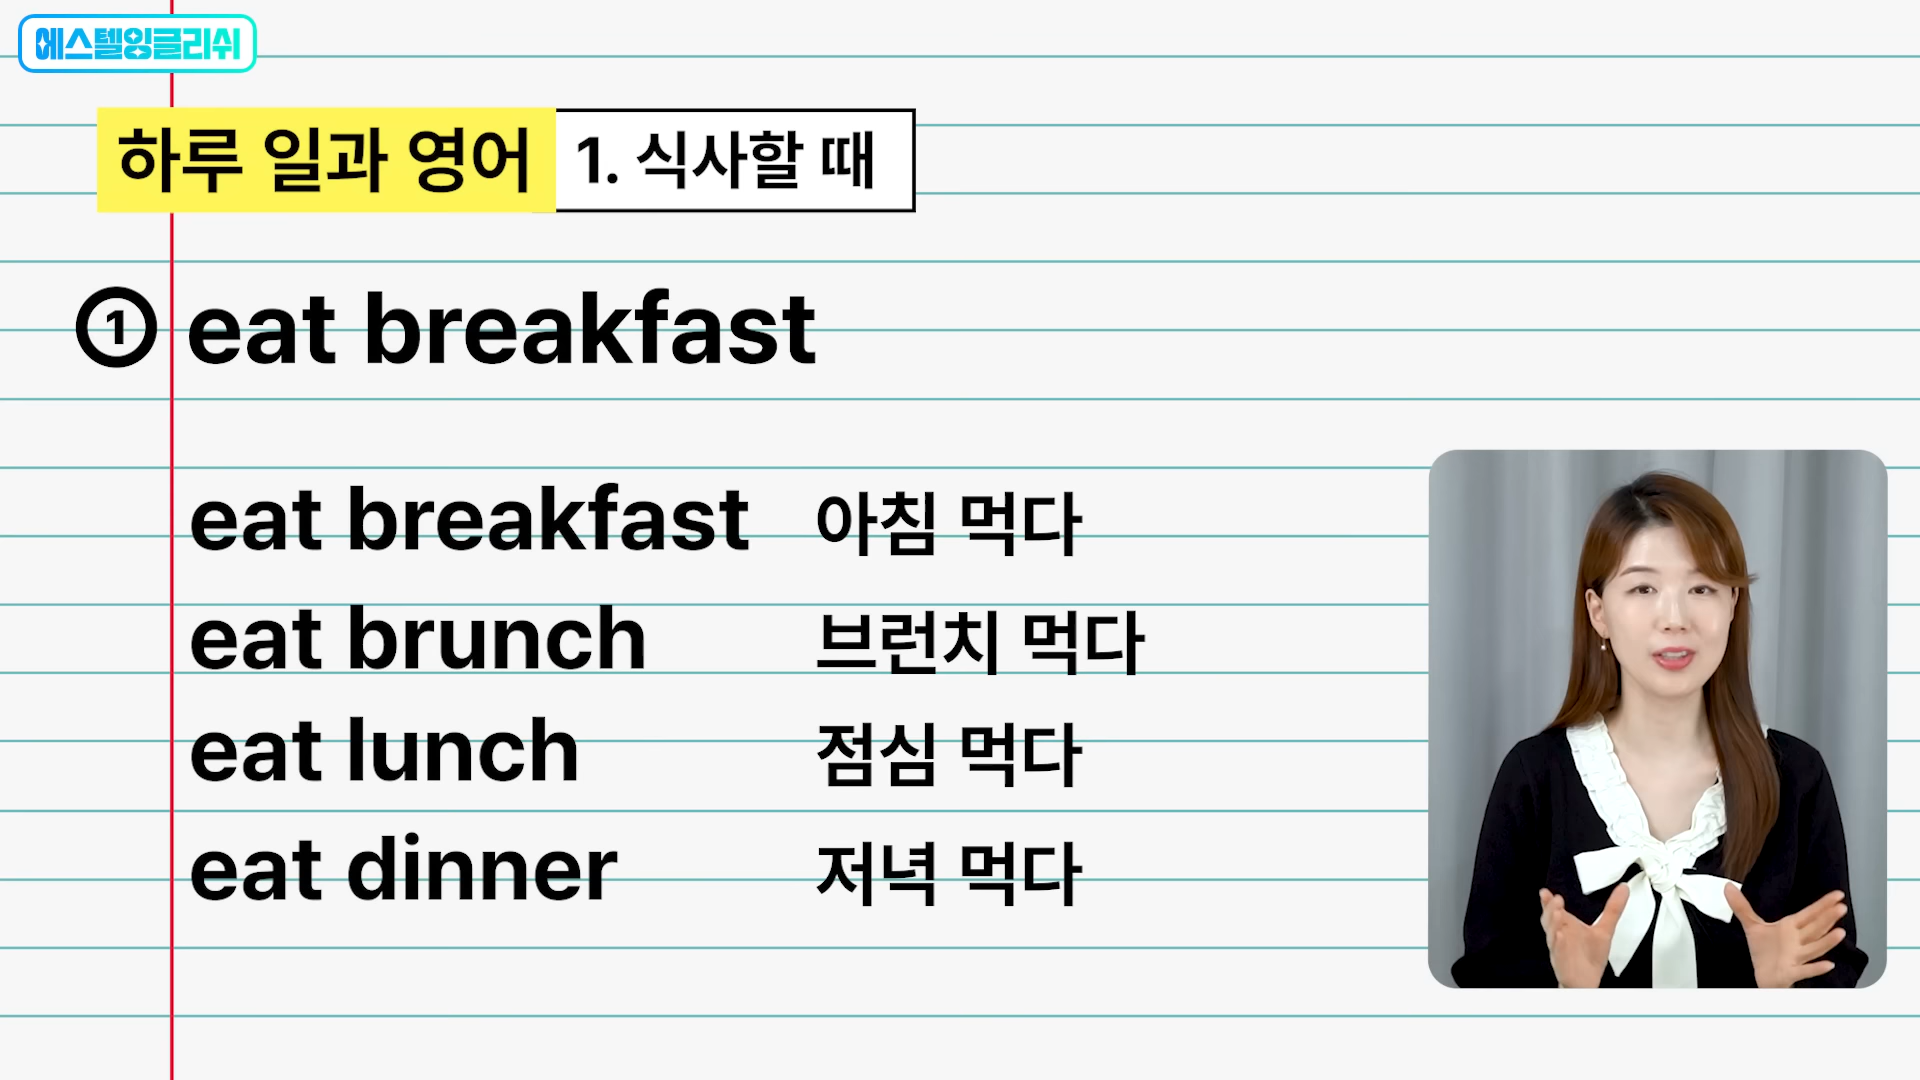 에스텔잉글리쉬
하루 일과 영어 1. 식사할 때
① eat breakfast
eat breakfast 아침 먹다
eat brunch 브런치 먹다
eat lunch 점심 먹다
eat dinner 저녁 먹다